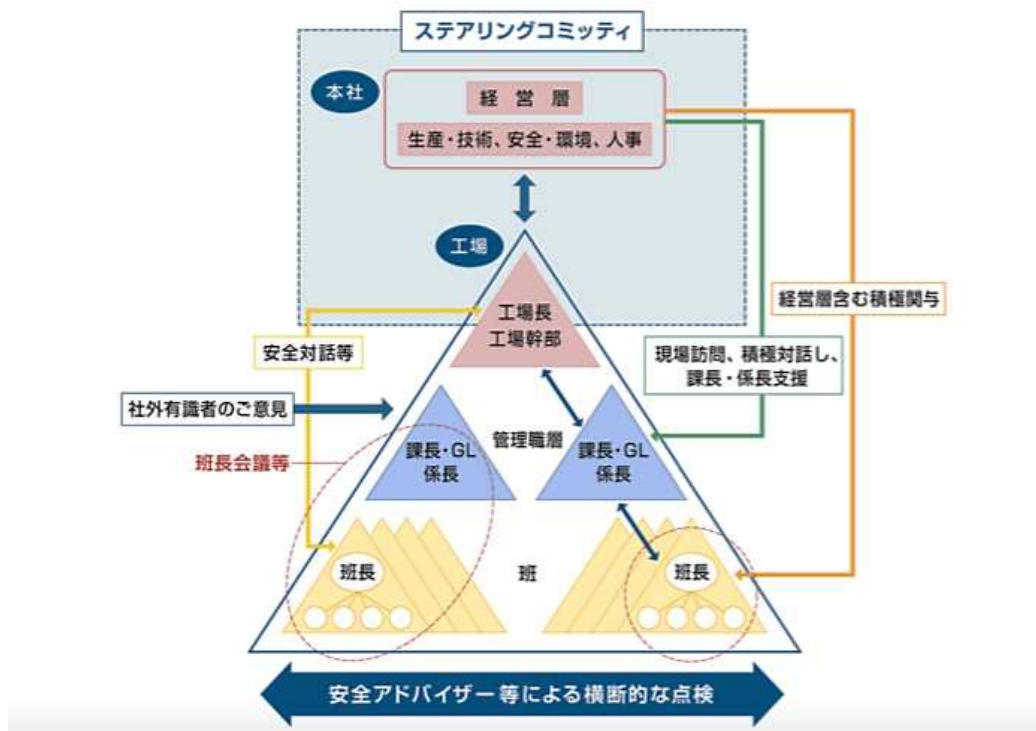 ステアリングコミッティ
本社
経営層
生産・技術、安全・環境、人事
工場
工場長
工場幹部
経営層含む積極関与
安全対話等
現場訪問、積極対話し、
課長・係長支援
社外有識者のご意見
班長会議等
管理職層
課長・GL
係長
課長・GL
係長
班長
班
班長
安全アドバイザー等による横断的な点検